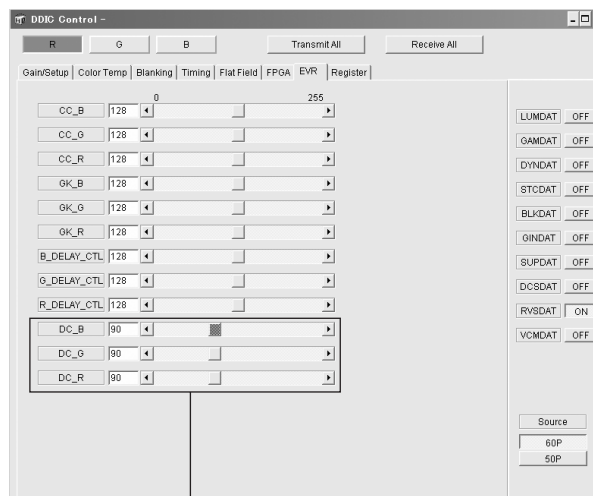 DDIC Control -
R G B Transmit All Receive All
Gain/Setup Color Temp Blanking Timing Flat Field FPGA EVR Register
0 255
CC_B 128
CC_G 128
CC_R 128
GK_B 128
GK_G 128
GK_R 128
B_DELAY_CTL 128
G_DELAY_CTL 128
R_DELAY_CTL 128
DC_B 90
DC_G 90
DC_R 90
LUMDAT OFF
GAMDAT OFF
DYNDAT OFF
STCDAT OFF
BLKDAT OFF
GINDAT OFF
SUPDAT OFF
DCSDAT OFF
RVSDAT ON
VCMDAT OFF
Source
60P
50P